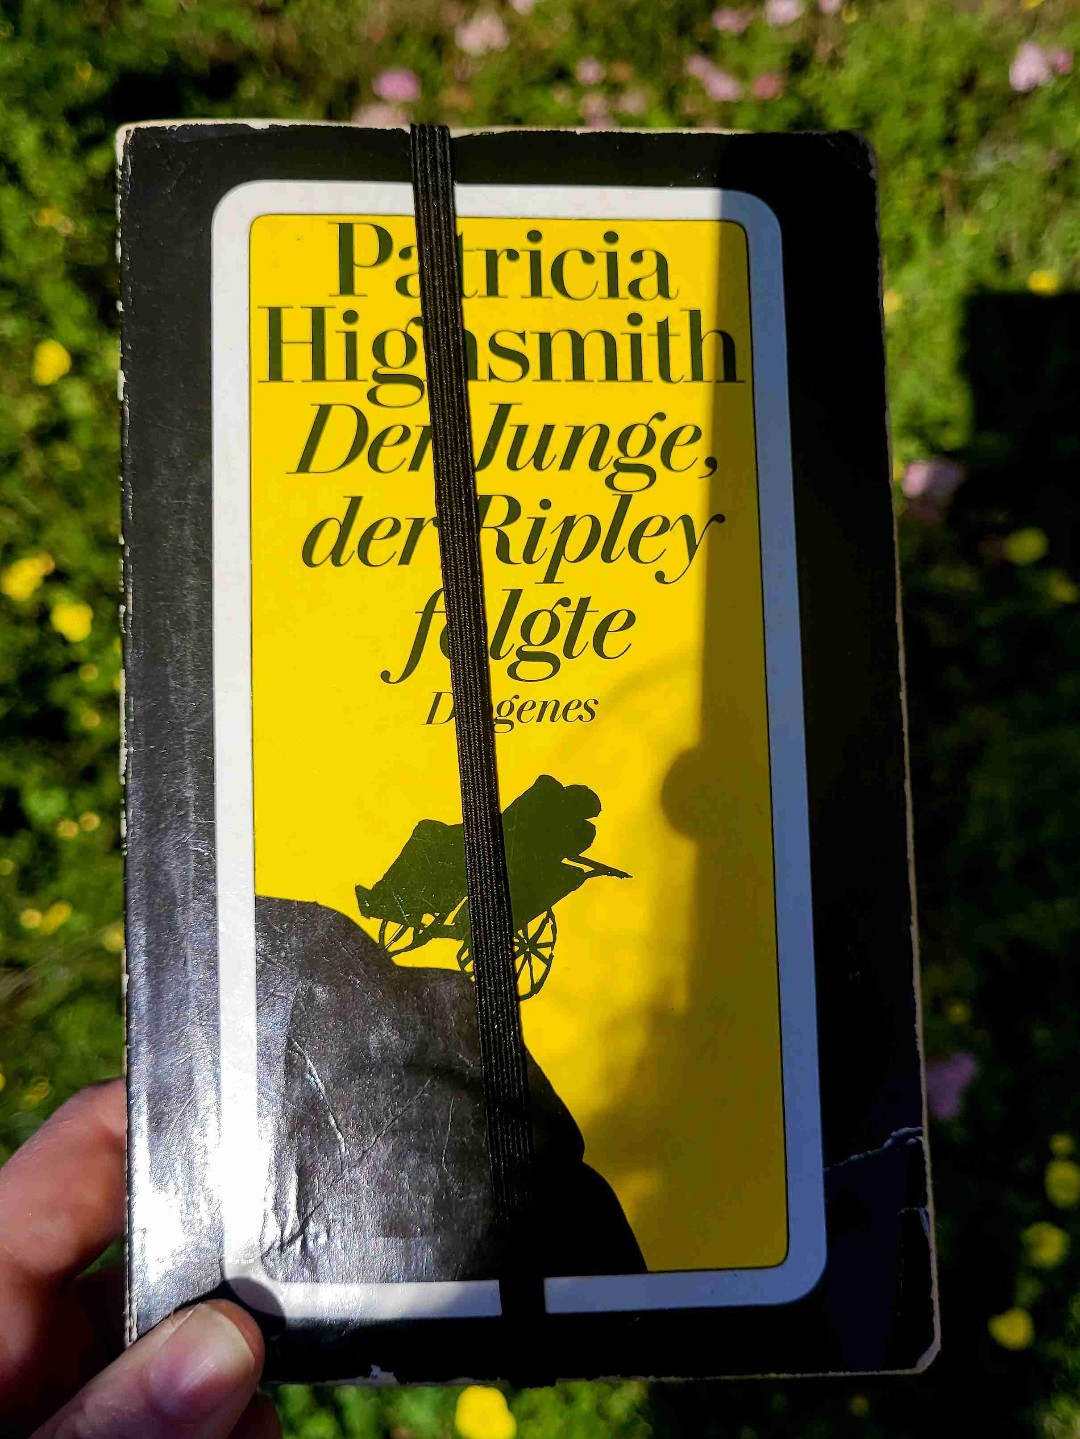 Patricia
Highsmith
Der Junge,
der Ripley
folgte
Diogenes